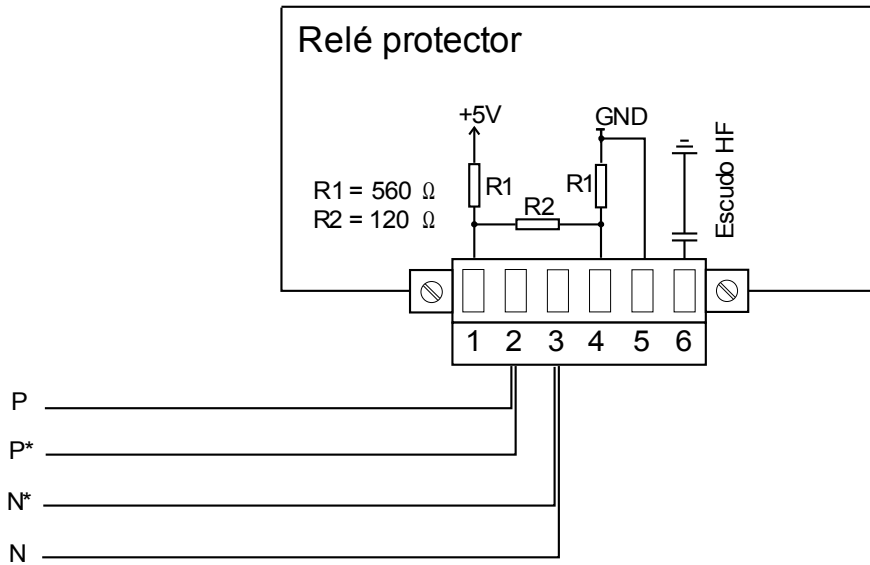 Relé protector
+5V
GND
R1 = 560 Ω
R2 = 120 Ω
R1
R2
R1
Escudo HF
1 2 3 4 5 6
P
P*
N*
N